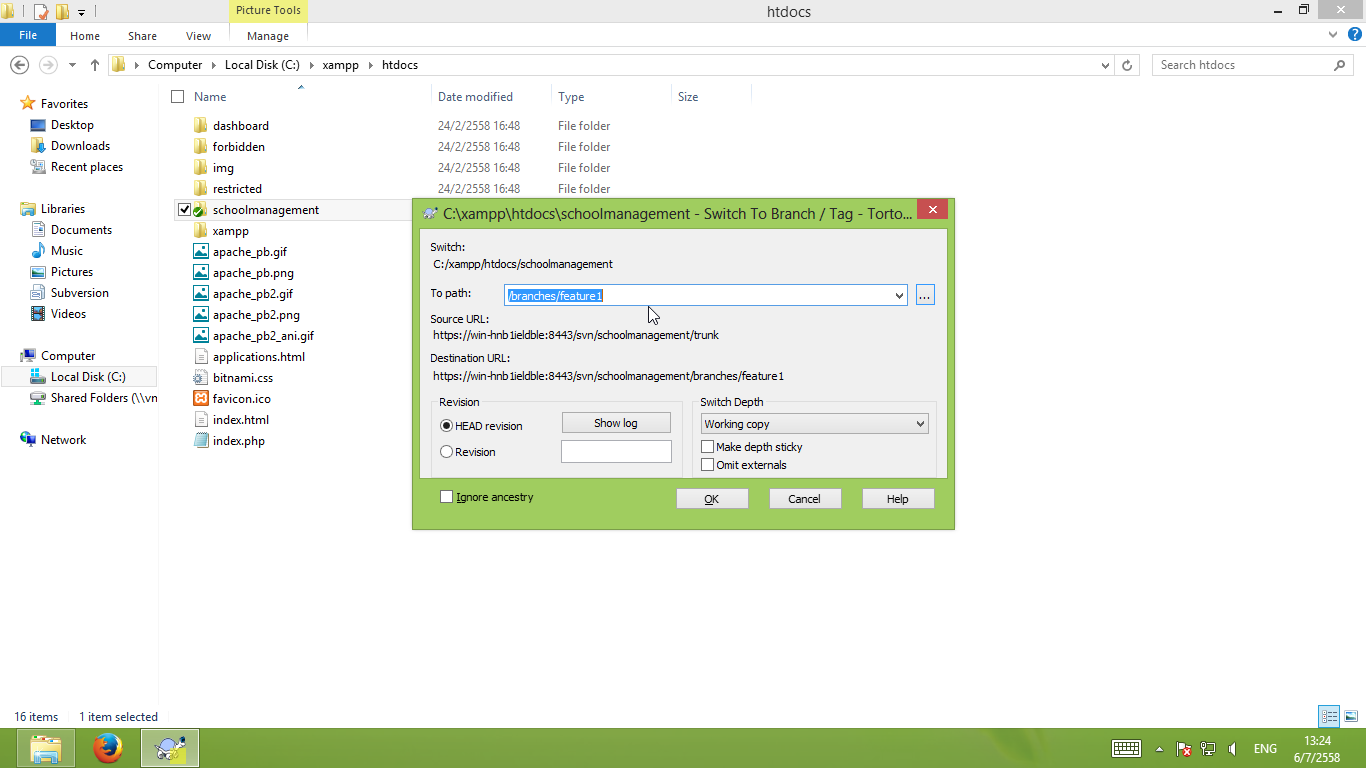 Picture Tools
htdocs
File
Home
Share
View
Manage
Computer
Local Disk (C:)
xampp
htdocs
Search htdocs
Favorites
Desktop
Downloads
Recent places
Libraries
Documents
Music
Pictures
Subversion
Videos
Computer
Local Disk (C:)
Shared Folders (\\vn
Network
Name
Date modified
Type
Size
dashboard
24/2/2558 16:48
File folder
forbidden
24/2/2558 16:48
File folder
img
24/2/2558 16:48
File folder
restricted
24/2/2558 16:48
File folder
schoolmanagement
xampp
apache_pb.gif
apache_pb.png
apache_pb2.gif
apache_pb2.png
apache_pb2_ani.gif
applications.html
bitnami.css
favicon.ico
index.html
index.php
C:\xampp\htdocs\schoolmanagement - Switch To Branch / Tag - Torto...
Switch:
C:/xampp/htdocs/schoolmanagement
To path:
/branches/feature1
...
Source URL:
https://win-hnb1ieldble:8443/svn/schoolmanagement/trunk
Destination URL:
https://win-hnb1ieldble:8443/svn/schoolmanagement/branches/feature1
Revision
HEAD revision
Show log
Revision
Switch Depth
Working copy
Make depth sticky
Omit externals
Ignore ancestry
OK
Cancel
Help
16 items
1 item selected
ENG
13:24
6/7/2558